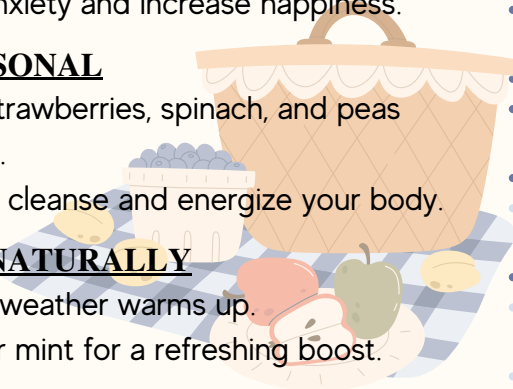 nxiety and increase happiness.
SONAL
trawberries, spinach, and peas
.
cleanse and energize your body.
NATURALLY
weather warms up.
r mint for a refreshing boost.